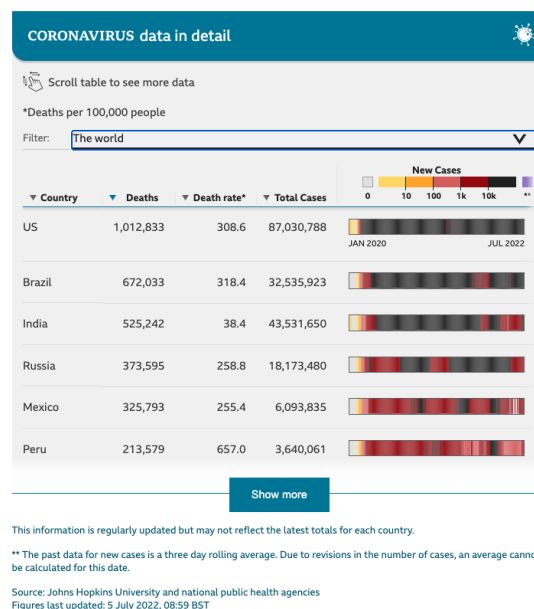 CORONAVIRUS data in detail
Scroll table to see more data
*Deaths per 100,000 people
Filter: The world
New Cases
0 10 100 1k 10k **
▼ Country ▼ Deaths ▼ Death rate* ▼ Total Cases
US 1,012,833 308.6 87,030,788
JAN 2020 JUL 2022
Brazil 672,033 318.4 32,535,923
India 525,242 38.4 43,531,650
Russia 373,595 258.8 18,173,480
Mexico 325,793 255.4 6,093,835
Peru 213,579 657.0 3,640,061
Show more
This information is regularly updated but may not reflect the latest totals for each country.
** The past data for new cases is a three day rolling average. Due to revisions in the number of cases, an average canno
be calculated for this date.
Source: Johns Hopkins University and national public health agencies
Figures last updated: 5 July 2022, 08:59 BST